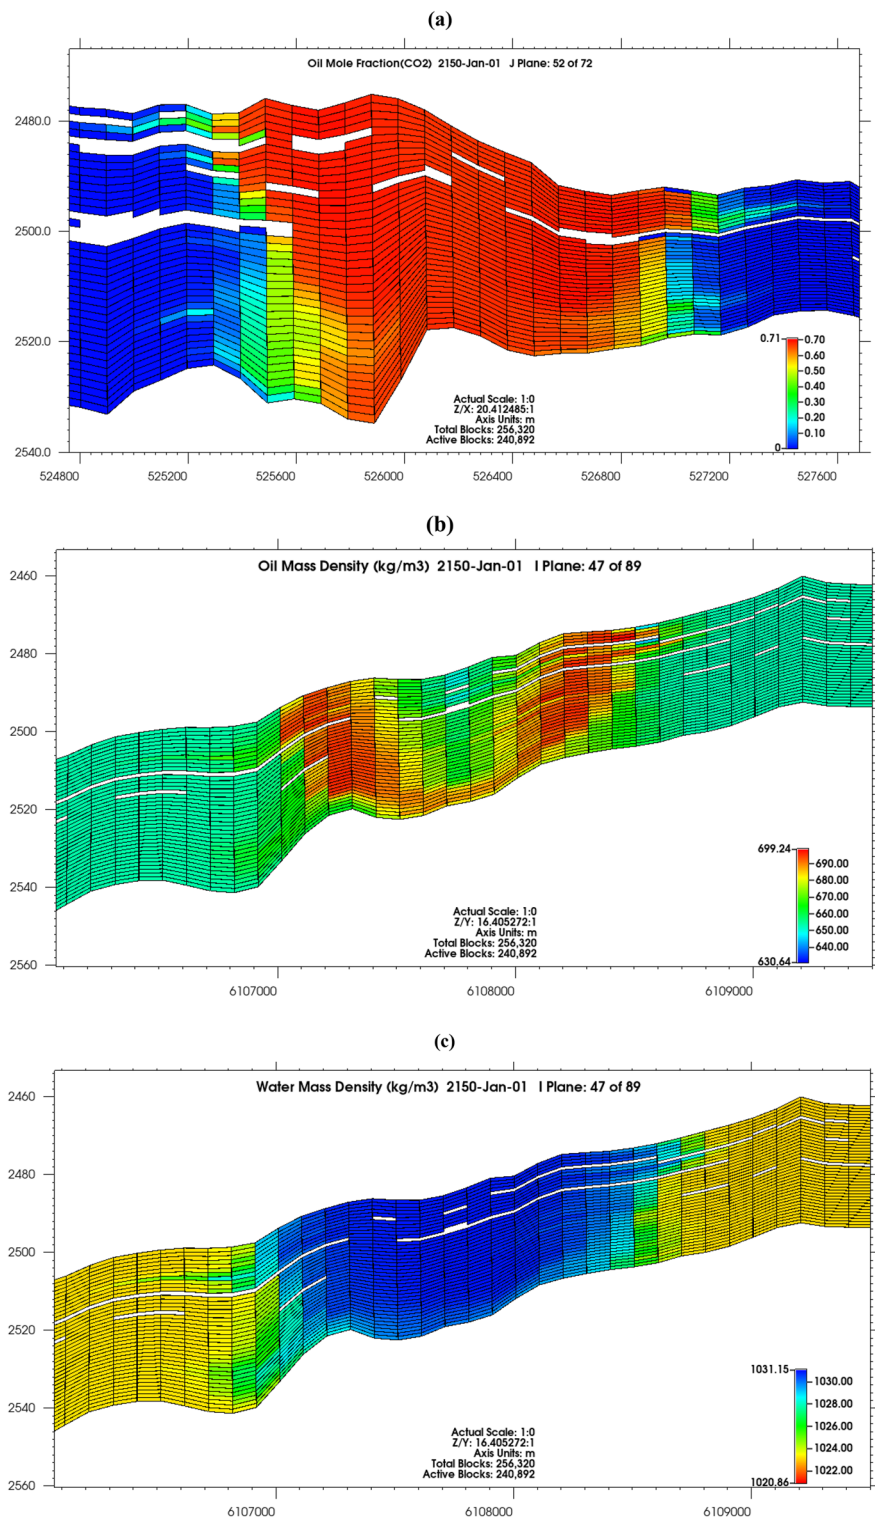 (a)
Oil Mole Fraction(CO2) 2150-Jan-01 J Plane: 52 of 72
2480.0
2500.0
2520.0
2540.0
0.71
0.70
0.60
0.50
0.40
0.30
0.20
0.10
0
Actual Scale: 1:0
Z/X: 20.412485:1
Axis Units: m
Total Blocks: 256,320
Active Blocks: 240,892
524800 525200 525600 526000 526400 526800 527200 527600
(b)
Oil Mass Density (kg/m3) 2150-Jan-01 I Plane: 47 of 89
2460
2480
2500
2520
2540
2560
699.24
690.00
680.00
670.00
660.00
650.00
640.00
630.64
Actual Scale: 1:0
Z/Y: 16.405272:1
Axis Units: m
Total Blocks: 256,320
Active Blocks: 240,892
6107000 6108000 6109000
(c)
Water Mass Density (kg/m3) 2150-Jan-01 I Plane: 47 of 89
2460
2480
2500
2520
2540
2560
1031.15
1030.00
1028.00
1026.00
1024.00
1022.00
1020.86
Actual Scale: 1:0
Z/Y: 16.405272:1
Axis Units: m
Total Blocks: 256,320
Active Blocks: 240,892
6107000 6108000 6109000